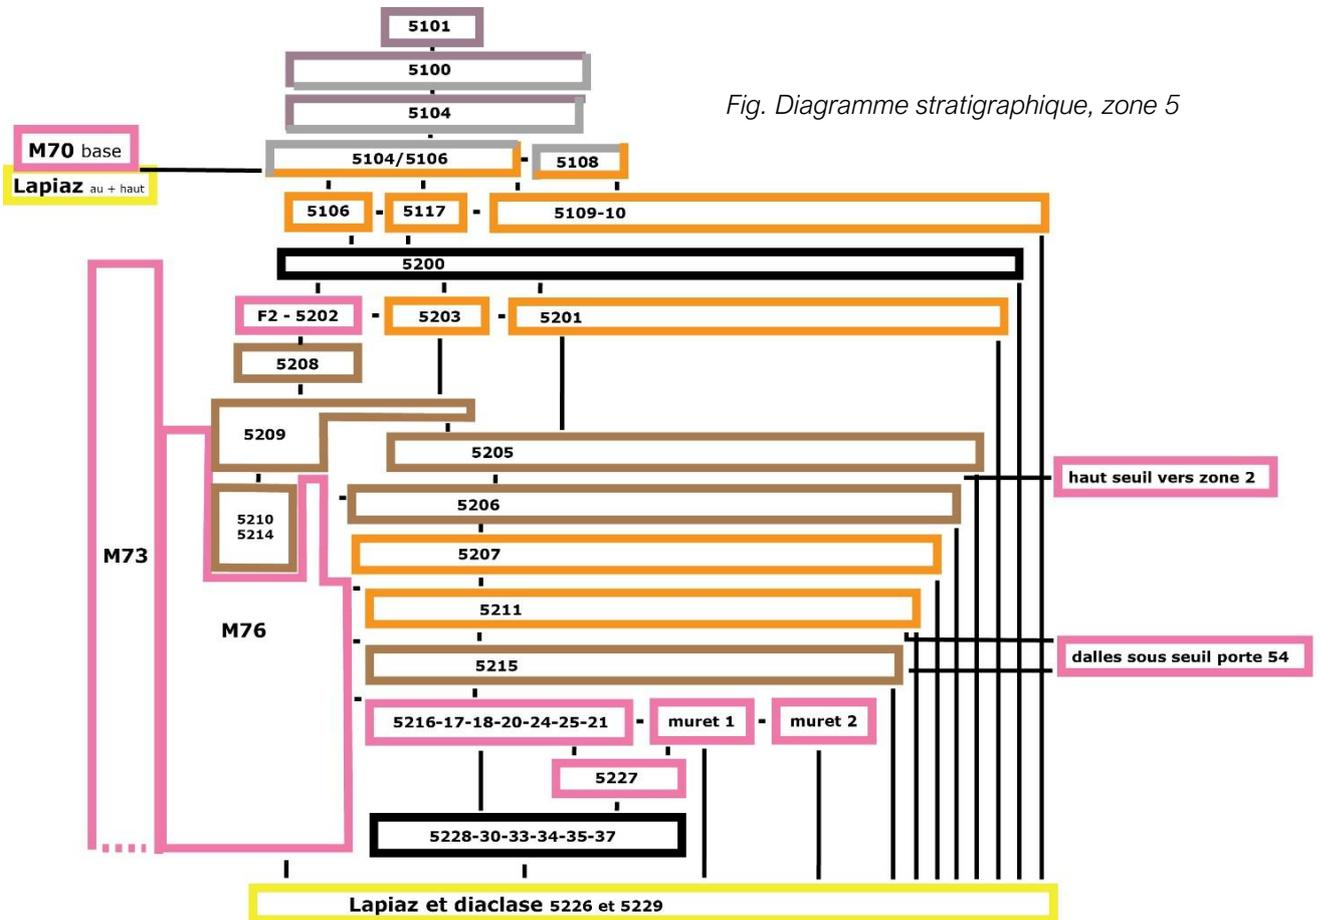 5101
5100
Fig. Diagramme stratigraphique, zone 5
5104
M70 base
5104/5106
5108
Lapiaz au + haut
5106
5117
5109-10
5200
F2 - 5202
5203
5201
5208
5209
5205
haut seuil vers zone 2
5206
5210
5214
M73
5207
5211
M76
dalles sous seuil porte 54
5215
5216-17-18-20-24-25-21
muret 1
muret 2
5227
5228-30-33-34-35-37
Lapiaz et diaclase 5226 et 5229